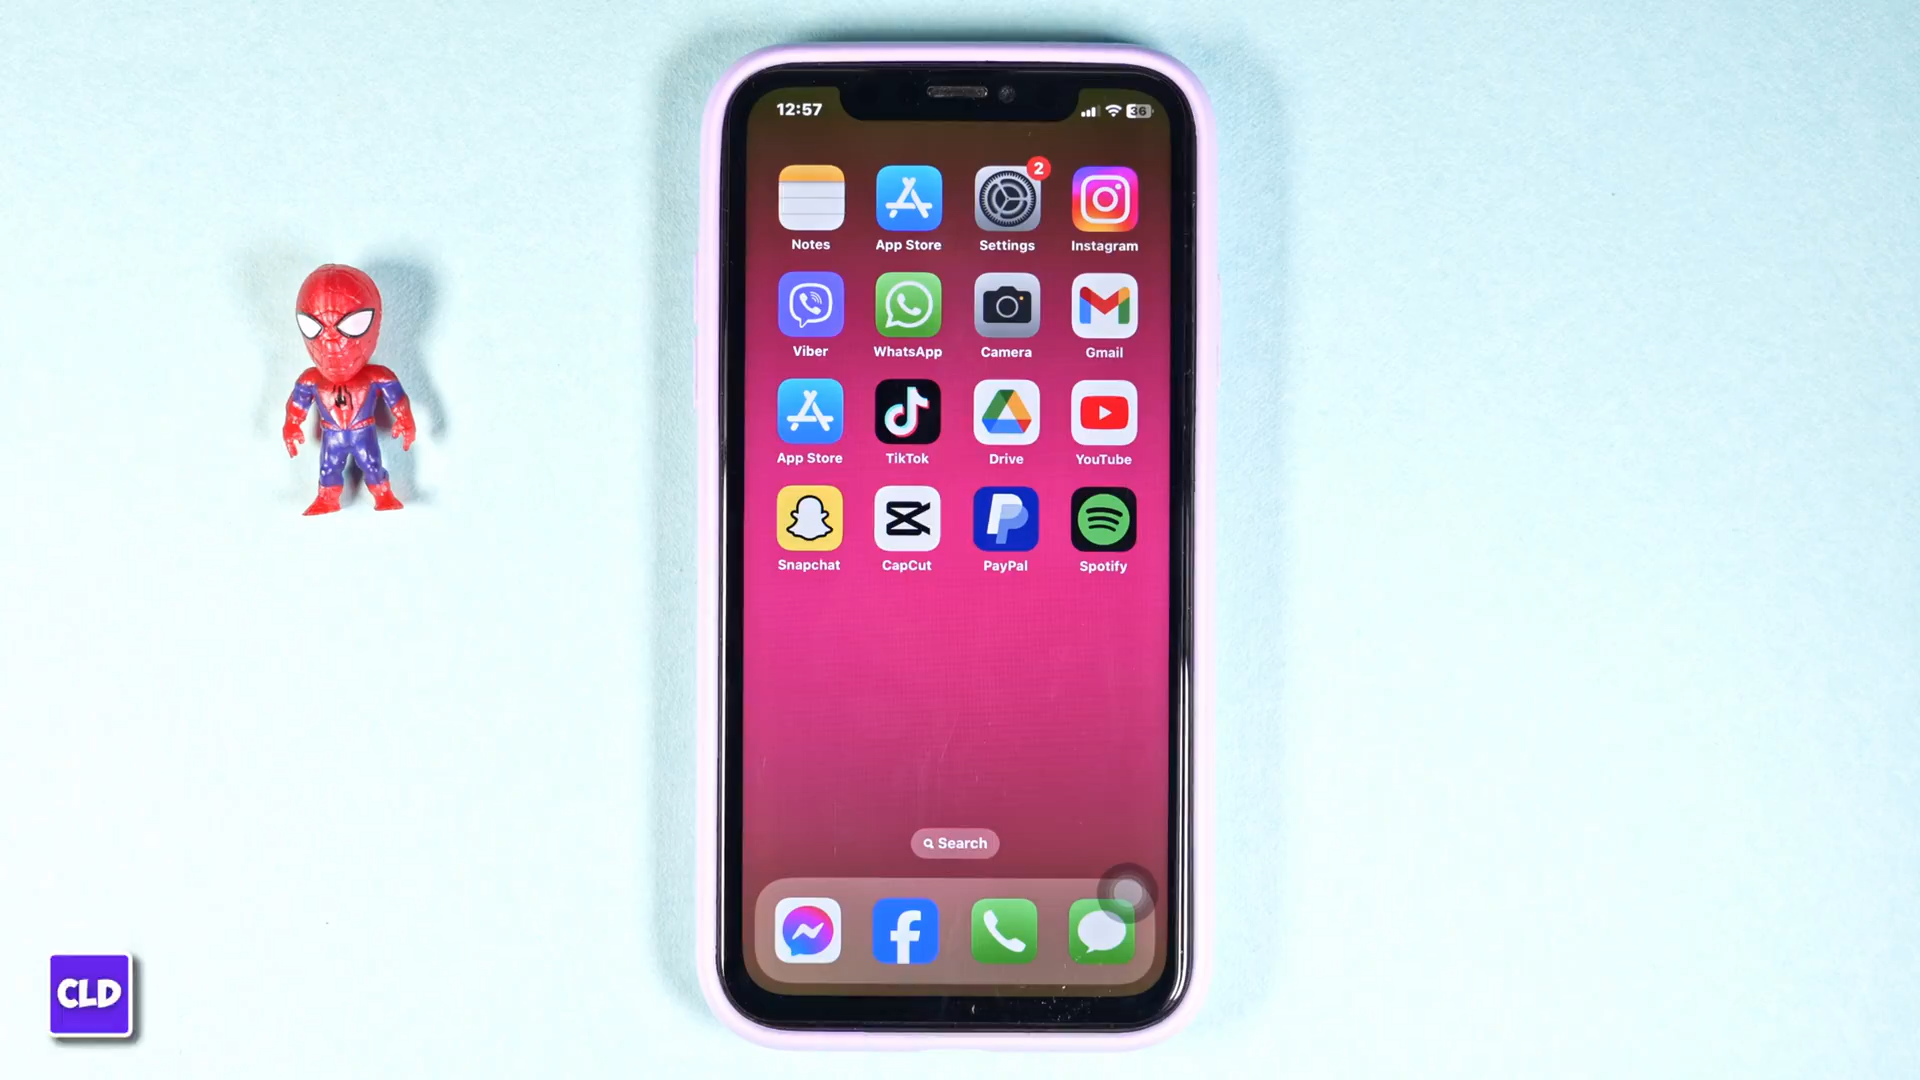 12:57
36
2
Notes
App Store
Settings
Instagram
Viber
WhatsApp
Camera
Gmail
App Store
TikTok
Drive
YouTube
Snapchat
CapCut
PayPal
Spotify
Search
CLD